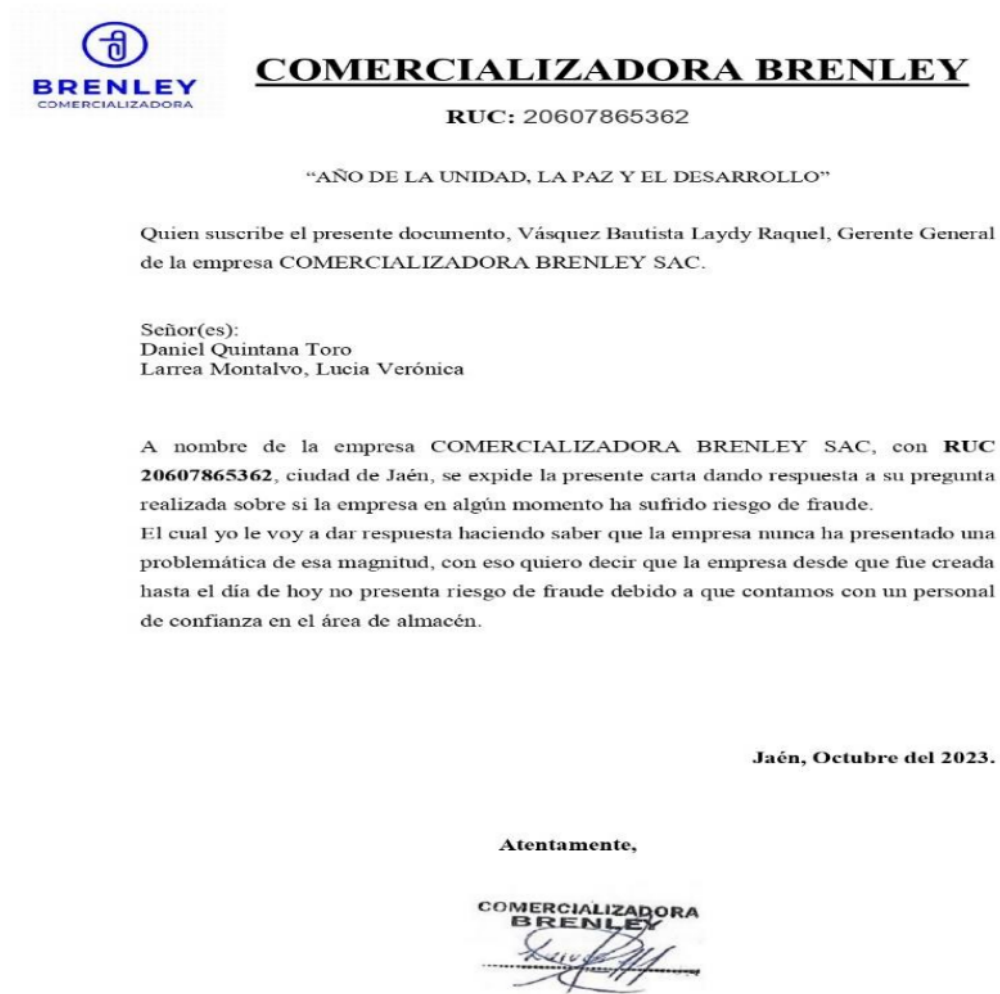 BRENLEY
COMERCIALIZADORA
COMERCIALIZADORA BRENLEY
RUC: 20607865362
“AÑO DE LA UNIDAD, LA PAZ Y EL DESARROLLO”
Quien suscribe el presente documento, Vásquez Bautista Laydy Raquel, Gerente General
de la empresa COMERCIALIZADORA BRENLEY SAC.
Señor(es):
Daniel Quintana Toro
Larrea Montalvo, Lucia Verónica
A nombre de la empresa COMERCIALIZADORA BRENLEY SAC, con RUC
20607865362, ciudad de Jaén, se expide la presente carta dando respuesta a su pregunta
realizada sobre si la empresa en algún momento ha sufrido riesgo de fraude.
El cual yo le voy a dar respuesta haciendo saber que la empresa nunca ha presentado una
problemática de esa magnitud, con eso quiero decir que la empresa desde que fue creada
hasta el día de hoy no presenta riesgo de fraude debido a que contamos con un personal
de confianza en el área de almacén.
Jaén, Octubre del 2023.
Atentamente,
COMERCIALIZADORA
BRENLEY